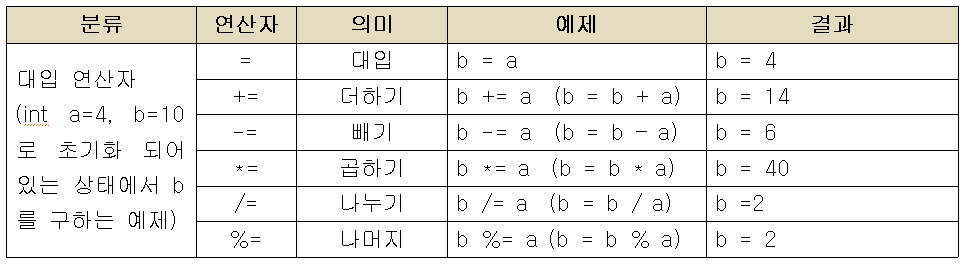 분류 연산자 의미 예제 결과
대입 연산자
(int a=4, b=10
로 초기화 되어
있는 상태에서 b
를 구하는 예제)
= 대입 b = a b = 4
+= 더하기 b += a (b = b + a) b = 14
-= 빼기 b -= a (b = b - a) b = 6
*= 곱하기 b *= a (b = b * a) b = 40
/= 나누기 b /= a (b = b / a) b =2
%= 나머지 b %= a (b = b % a) b = 2